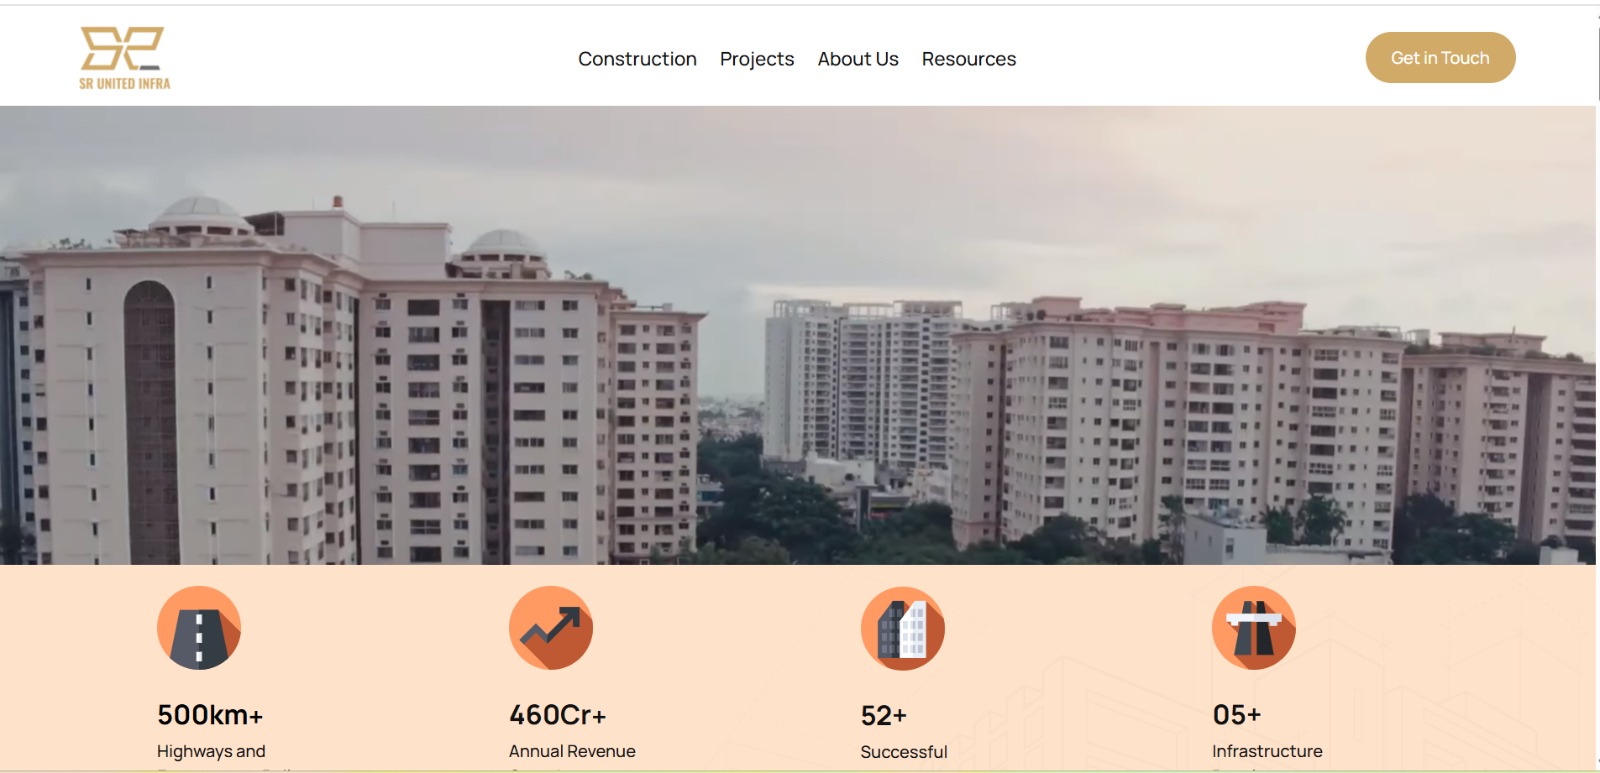 SR UNITED INFRA
Construction Projects About Us Resources
Get in Touch
500km+
Highways and
460Cr+
Annual Revenue
52+
Successful
05+
Infrastructure